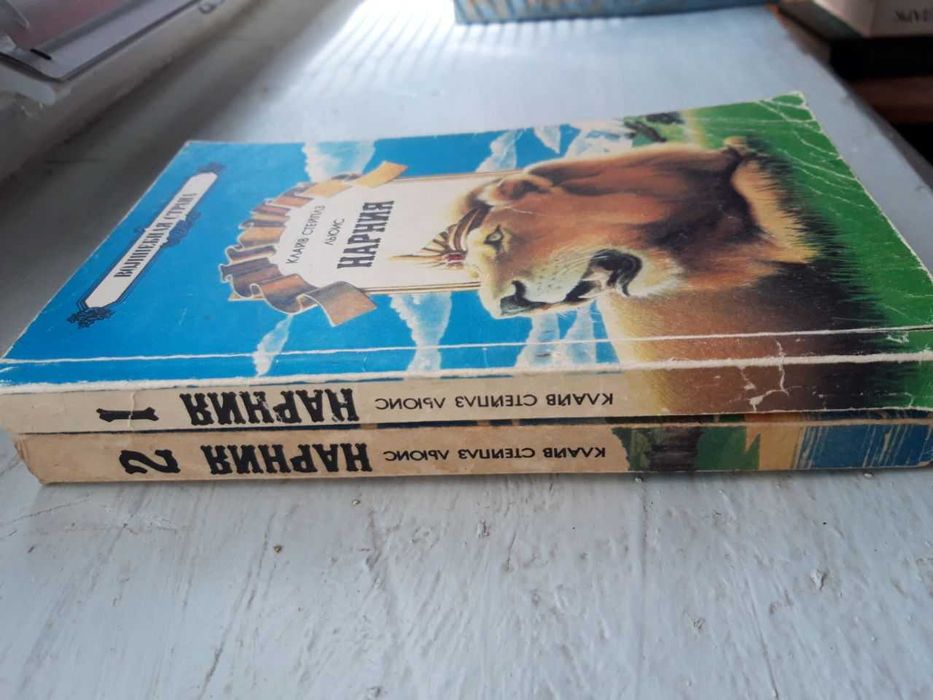 ВОЛШЕБНАЯ СТРАНА
КЛАЙВ СТЕЙПЛЗ
ЛЬЮИС
НАРНИЯ
КЛАЙВ СТЕЙПЛЗ ЛЬЮИС НАРНИЯ 1
КЛАЙВ СТЕЙПЛЗ ЛЬЮИС НАРНИЯ 2